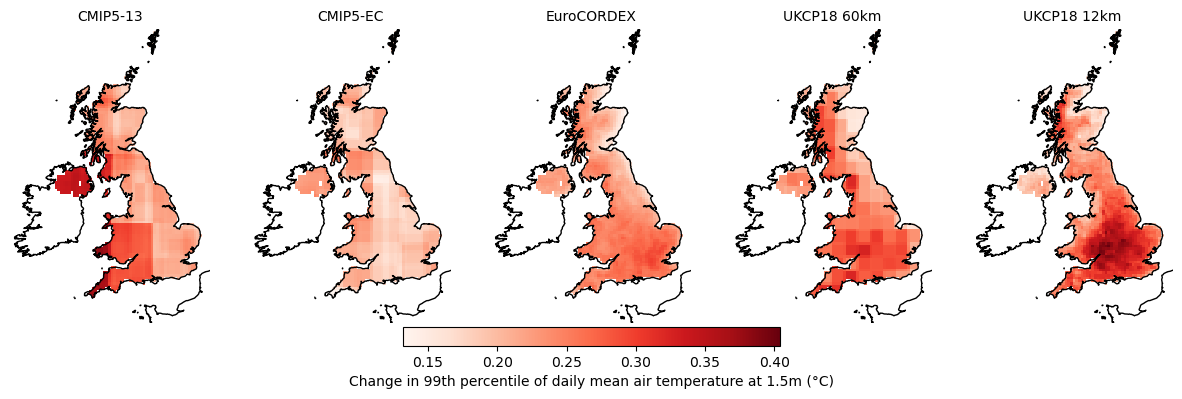 CMIP5-13 CMIP5-EC EuroCORDEX UKCP18 60km UKCP18 12km
0.15 0.20 0.25 0.30 0.35 0.40
Change in 99th percentile of daily mean air temperature at 1.5m (°C)